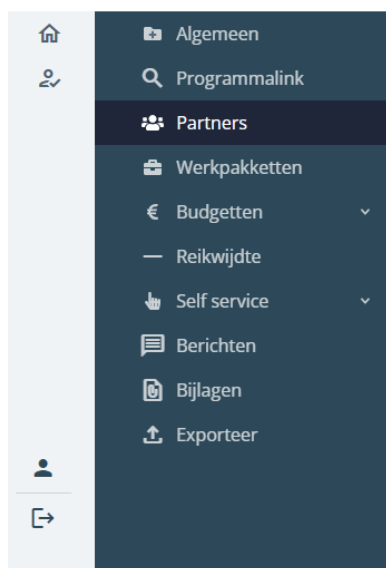 Algemeen
Programmalink
Partners
Werkpakketten
€ Budgetten
Reikwijdte
Self service
Berichten
Bijlagen
Exporteer